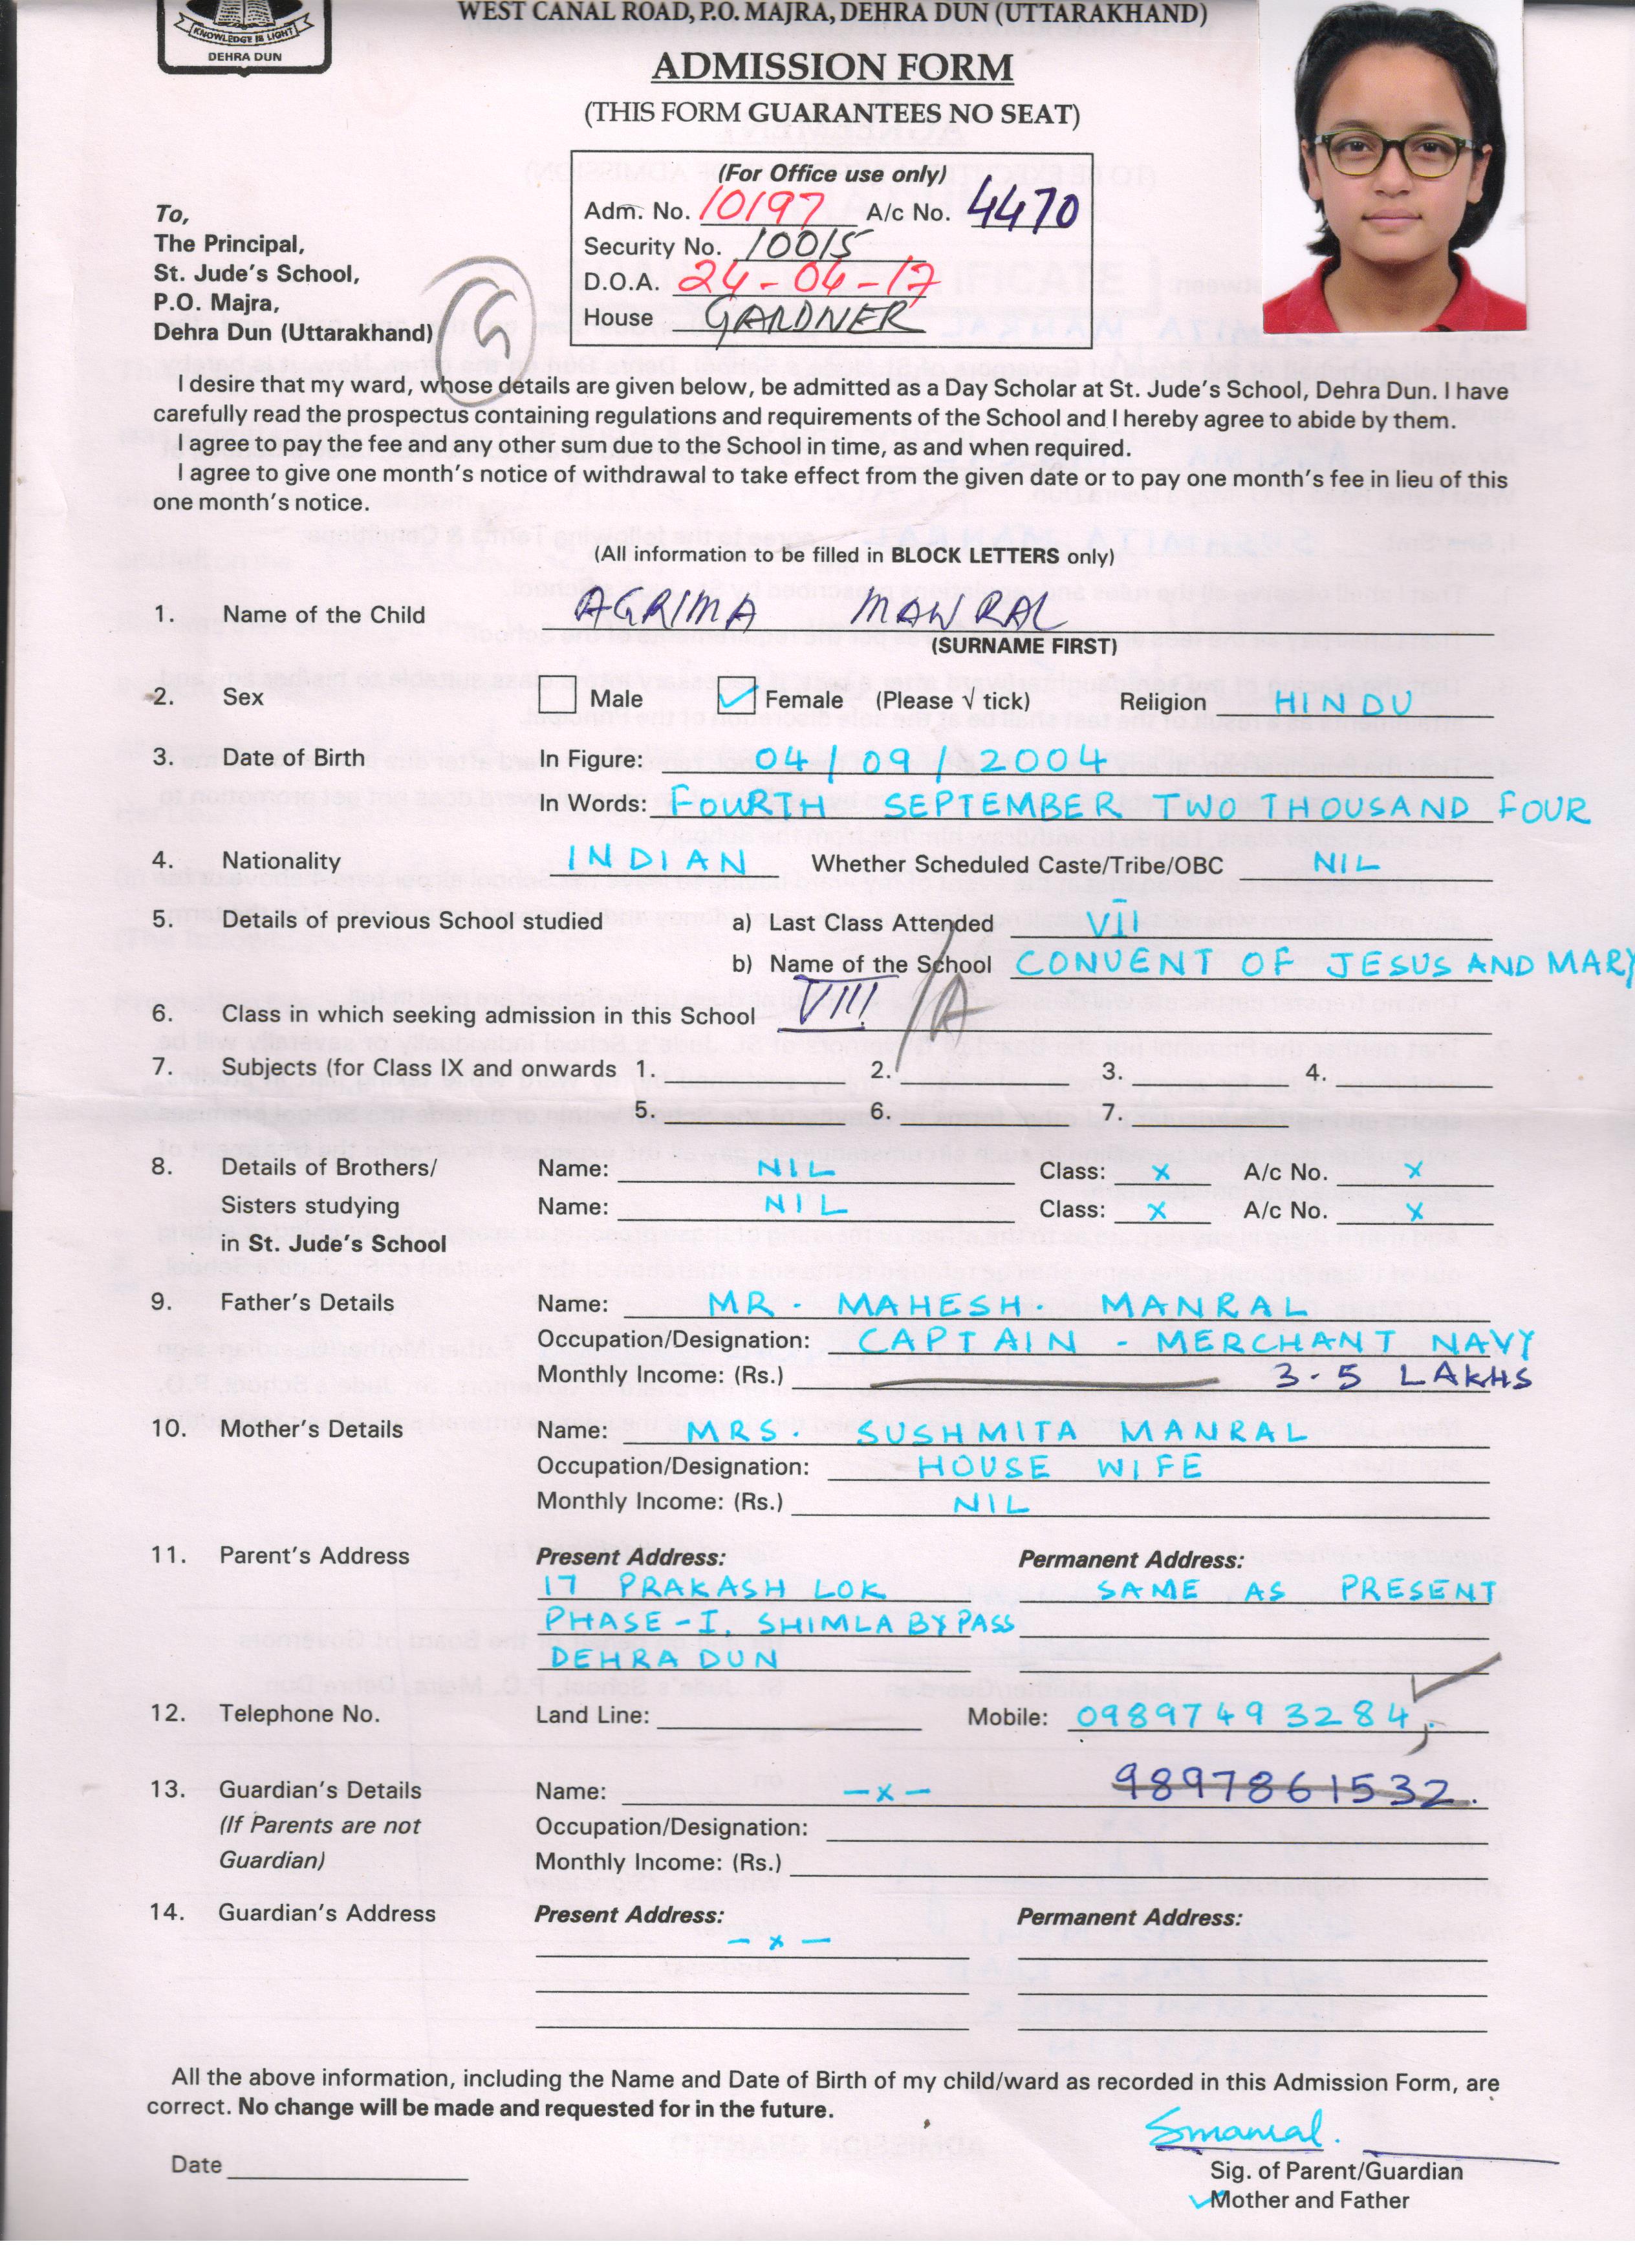 WEST CANAL ROAD, P.O. MAJRA, DEHRA DUN (UTTARAKHAND)
KNOWLEDGE IS LIGHT
DEHRA DUN
ADMISSION FORM
(THIS FORM GUARANTEES NO SEAT)
(For Office use only)
Adm. No. 10197 A/c No. 4470
Security No. 10015
D.O.A. 24-04-17
House GARDNER
To,
The Principal,
St. Jude's School,
P.O. Majra,
Dehra Dun (Uttarakhand)
G
I desire that my ward, whose details are given below, be admitted as a Day Scholar at St. Jude's School, Dehra Dun. I have
carefully read the prospectus containing regulations and requirements of the School and I hereby agree to abide by them.
I agree to pay the fee and any other sum due to the School in time, as and when required.
I agree to give one month's notice of withdrawal to take effect from the given date or to pay one month's fee in lieu of this
one month's notice.
(All information to be filled in BLOCK LETTERS only)
1. Name of the Child AGRIMA MANRAL
(SURNAME FIRST)
2. Sex Male Female (Please √ tick) Religion HINDU
3. Date of Birth In Figure: 04/09/2004
In Words: FOURTH SEPTEMBER TWO THOUSAND FOUR
4. Nationality INDIAN Whether Scheduled Caste/Tribe/OBC NIL
5. Details of previous School studied a) Last Class Attended VII
b) Name of the School CONVENT OF JESUS AND MARY
6. Class in which seeking admission in this School VIII /A
7. Subjects (for Class IX and onwards 1. 2. 3. 4.
5. 6. 7.
8. Details of Brothers/ Name: NIL Class: x A/c No. x
Sisters studying Name: NIL Class: x A/c No. x
in St. Jude's School
9. Father's Details Name: MR. MAHESH. MANRAL
Occupation/Designation: CAPTAIN - MERCHANT NAVY
Monthly Income: (Rs.) 3.5 LAKHS
10. Mother's Details Name: MRS. SUSHMITA MANRAL
Occupation/Designation: HOUSE WIFE
Monthly Income: (Rs.) NIL
11. Parent's Address Present Address: Permanent Address:
17 PRAKASH LOK SAME AS PRESENT
PHASE-I, SHIMLA BY PASS
DEHRA DUN
12. Telephone No. Land Line: Mobile: 09897493284,
13. Guardian's Details Name: -x- 9897861532.
(If Parents are not Occupation/Designation:
Guardian) Monthly Income: (Rs.)
14. Guardian's Address Present Address: Permanent Address:
-x-
All the above information, including the Name and Date of Birth of my child/ward as recorded in this Admission Form, are
correct. No change will be made and requested for in the future.
Smanral.
Date Sig. of Parent/Guardian
Mother and Father